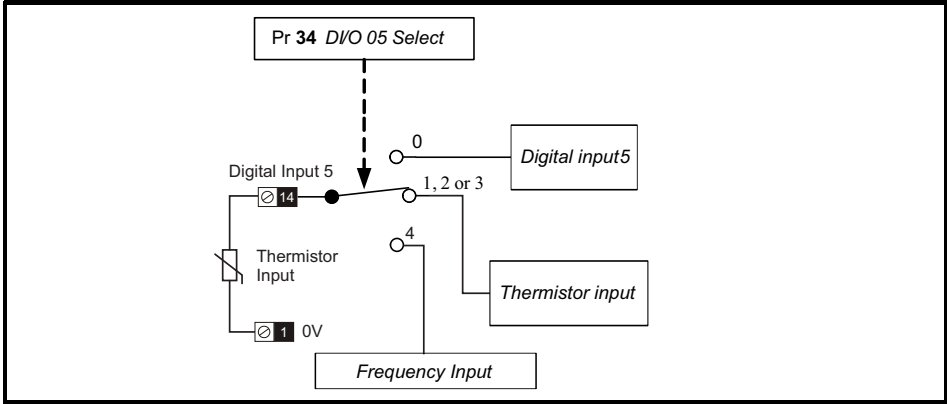 Pr 34 DI/O 05 Select
0
Digital input5
Digital Input 5
14
1, 2 or 3
4
Thermistor
Input
Thermistor input
1 0V
Frequency Input